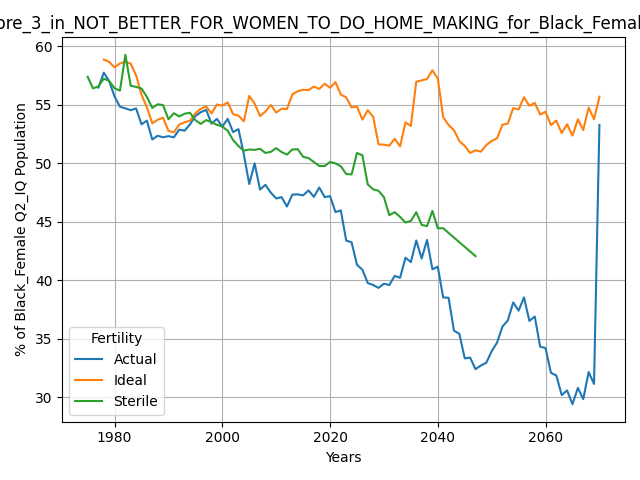 ore_3_in_NOT_BETTER_FOR_WOMEN_TO_DO_HOME_MAKING_for_Black_Femal
% of Black_Female Q2_IQ Population
60
55
50
45
40
35
30
Fertility
Actual
Ideal
Sterile
1980
2000
2020
2040
2060
Years